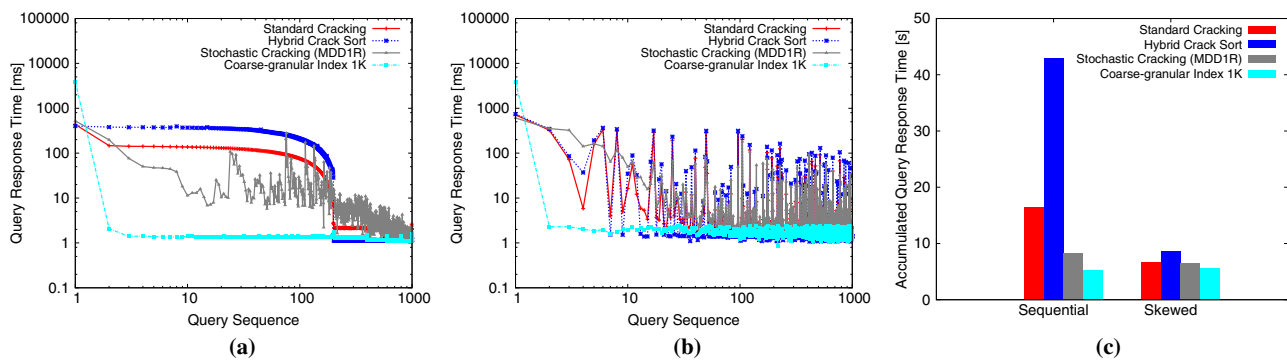 100000
10000
1000
100
10
1
0.1
Query Response Time [ms]
1
10
100
1000
Query Sequence
Standard Cracking
Hybrid Crack Sort
Stochastic Cracking (MDD1R)
Coarse-granular Index 1K
(a)
100000
10000
1000
100
10
1
0.1
Query Response Time [ms]
1
10
100
1000
Query Sequence
Standard Cracking
Hybrid Crack Sort
Stochastic Cracking (MDD1R)
Coarse-granular Index 1K
(b)
50
40
30
20
10
0
Accumulated Query Response Time [s]
Sequential
Skewed
Standard Cracking
Hybrid Crack Sort
Stochastic Cracking (MDD1R)
Coarse-granular Index 1K
(c)